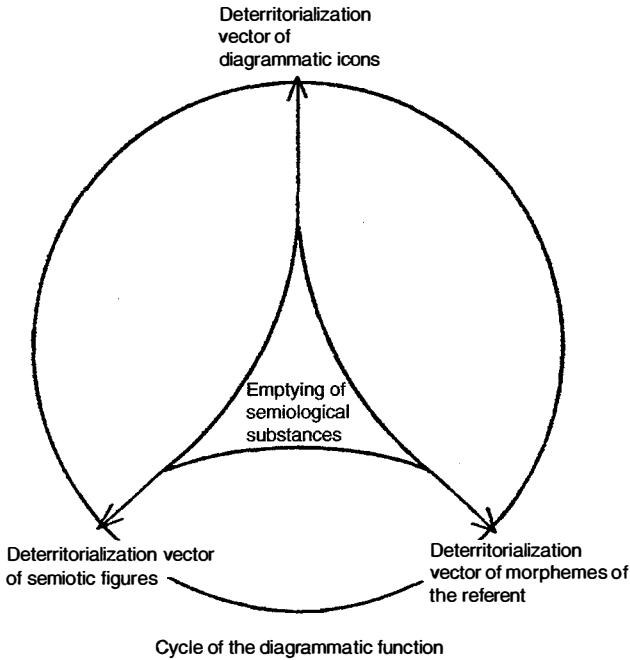 Deterritorialization
vector of
diagrammatic icons
Emptying of
semiological
substances
Deterritorialization vector
of semiotic figures
Deterritorialization
vector of morphemes of
the referent
Cycle of the diagrammatic function